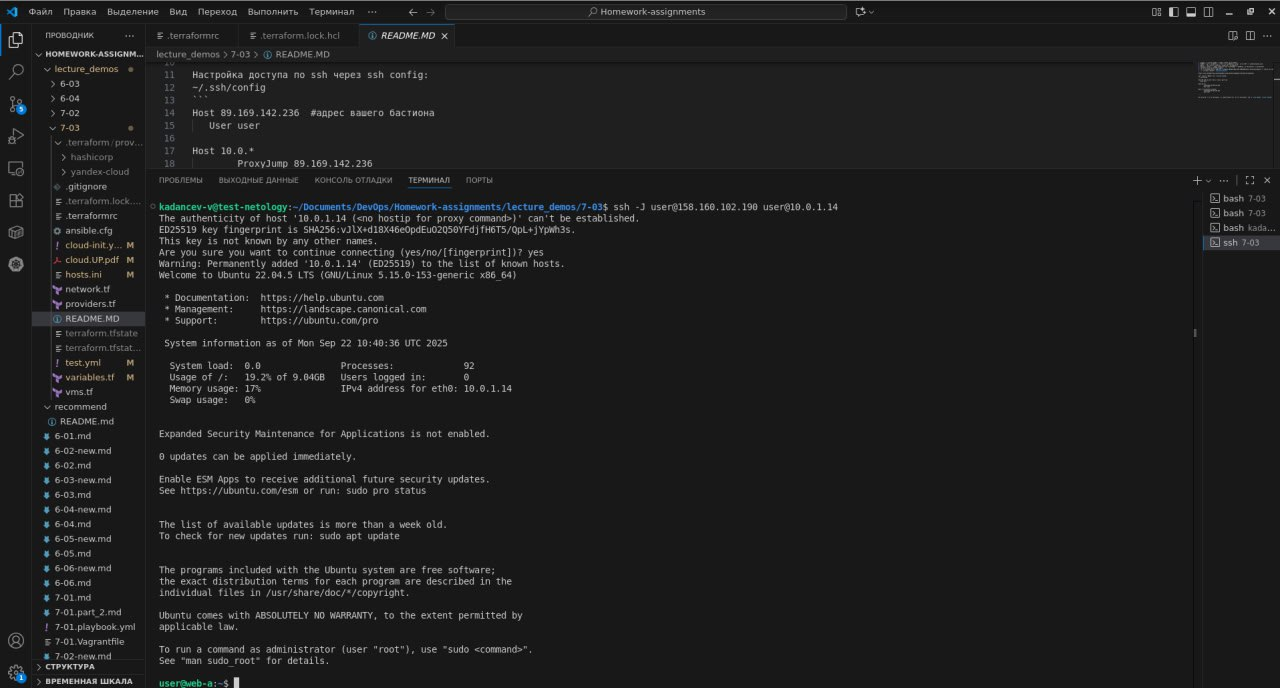 Файл Правка Выделение Вид Переход Выполнить Терминал ··· Homework-assignments
ПРОВОДНИК ···
HOMEWORK-ASSIGNM...
lecture_demos
6-03
6-04
7-02
7-03
.terraform/prov...
hashicorp
yandex-cloud
.gitignore
.terraform.lock....
.terraformrc
ansible.cfg
cloud-init.y... M
cloud.UP.pdf M
hosts.ini M
network.tf
providers.tf
README.MD
terraform.tfstate
terraform.tfstat...
test.yml M
variables.tf M
vms.tf
recommend
README.md
6-01.md
6-02-new.md
6-02.md
6-03-new.md
6-03.md
6-04-new.md
6-04.md
6-05-new.md
6-05.md
6-06-new.md
6-06.md
7-01.md
7-01.part_2.md
7-01.playbook.yml
7-01.Vagrantfile
7-02-new.md
СТРУКТУРА
ВРЕМЕННАЯ ШКАЛА
5
1
.terraformrc .terraform.lock.hcl README.MD
lecture_demos > 7-03 > README.MD
10
11 Настройка доступа по ssh через ssh config:
12 ~/.ssh/config
13 ```
14 Host 89.169.142.236 #адрес вашего бастиона
15 User user
16
17 Host 10.0.*
18 ProxyJump 89.169.142.236
ПРОБЛЕМЫ ВЫХОДНЫЕ ДАННЫЕ КОНСОЛЬ ОТЛАДКИ ТЕРМИНАЛ ПОРТЫ
kadancev-v@test-netology:~/Documents/DevOps/Homework-assignments/lecture_demos/7-03$ ssh -J user@158.160.102.190 user@10.0.1.14
The authenticity of host '10.0.1.14 (<no hostip for proxy command>)' can't be established.
ED25519 key fingerprint is SHA256:vJlX+d18X46eOpdEuO2Q50YFdjfH6T5/QpL+jYpWh3s.
This key is not known by any other names.
Are you sure you want to continue connecting (yes/no/[fingerprint])? yes
Warning: Permanently added '10.0.1.14' (ED25519) to the list of known hosts.
Welcome to Ubuntu 22.04.5 LTS (GNU/Linux 5.15.0-153-generic x86_64)
* Documentation: https://help.ubuntu.com
* Management: https://landscape.canonical.com
* Support: https://ubuntu.com/pro
System information as of Mon Sep 22 10:40:36 UTC 2025
System load: 0.0 Processes: 92
Usage of /: 19.2% of 9.04GB Users logged in: 0
Memory usage: 17% IPv4 address for eth0: 10.0.1.14
Swap usage: 0%
Expanded Security Maintenance for Applications is not enabled.
0 updates can be applied immediately.
Enable ESM Apps to receive additional future security updates.
See https://ubuntu.com/esm or run: sudo pro status
The list of available updates is more than a week old.
To check for new updates run: sudo apt update
The programs included with the Ubuntu system are free software;
the exact distribution terms for each program are described in the
individual files in /usr/share/doc/*/copyright.
Ubuntu comes with ABSOLUTELY NO WARRANTY, to the extent permitted by
applicable law.
To run a command as administrator (user "root"), use "sudo <command>".
See "man sudo_root" for details.
user@web-a:~$
bash 7-03
bash 7-03
bash kada...
ssh 7-03